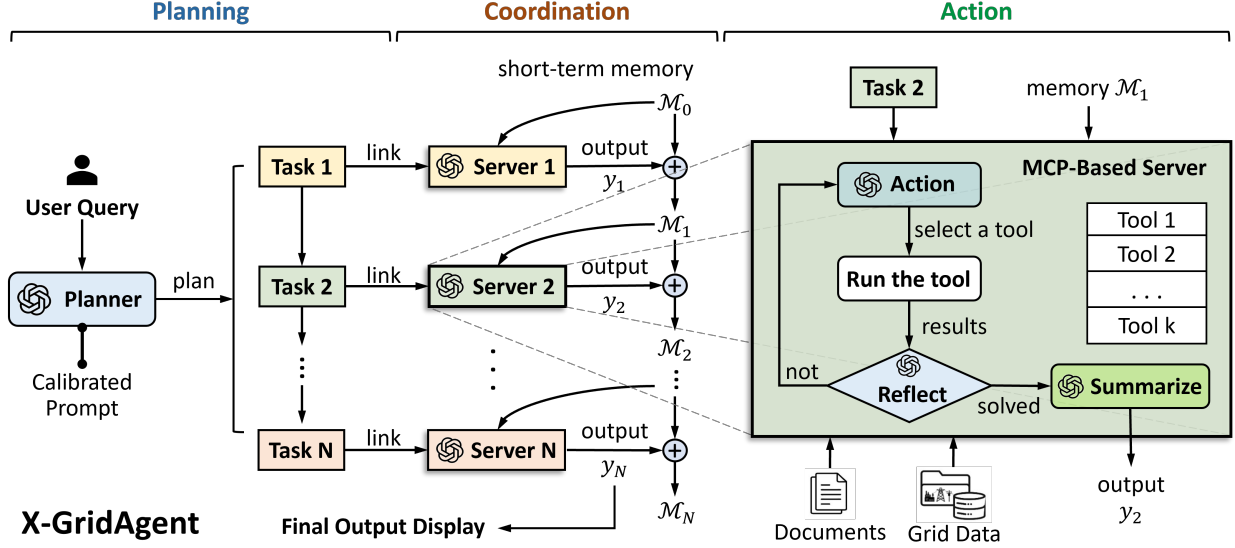 Planning
Coordination
Action
short-term memory
ℳ₀
Task 1
link
Server 1
output
y₁
+
User Query
Planner
plan
Calibrated
Prompt
ℳ₁
Task 2
link
Server 2
output
y₂
+
ℳ₂
⋮
⋮
⋮
Task N
link
Server N
output
y_N
+
ℳ_N
X-GridAgent
Final Output Display
Task 2
memory ℳ₁
MCP-Based Server
Action
select a tool
Run the tool
results
Reflect
not
solved
Summarize
Tool 1
Tool 2
. . .
Tool k
Documents
Grid Data
output
y₂